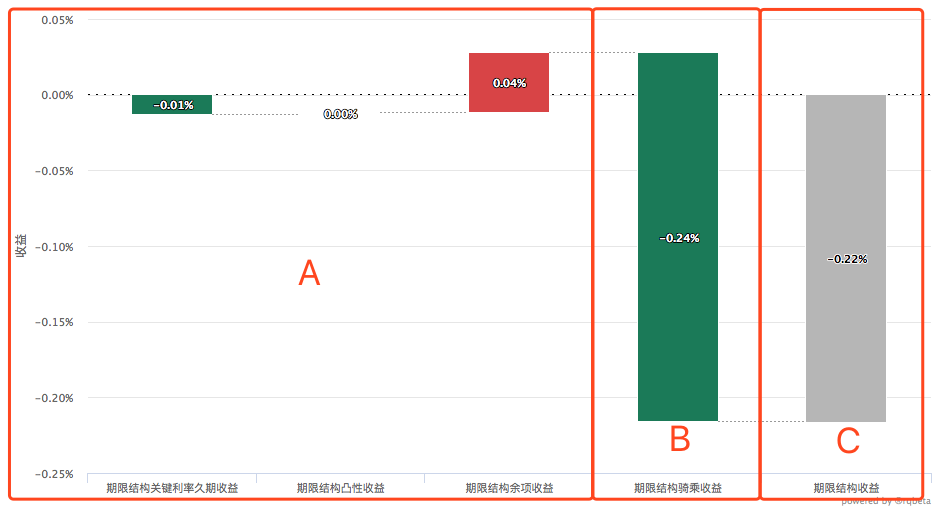 0.05%
0.00%
-0.05%
-0.10%
-0.15%
-0.20%
-0.25%
收益
-0.01%
0.00%
0.04%
-0.24%
-0.22%
A
B
C
期限结构关键利率久期收益
期限结构凸性收益
期限结构余项收益
期限结构骑乘收益
期限结构收益
powered by @rqbeta